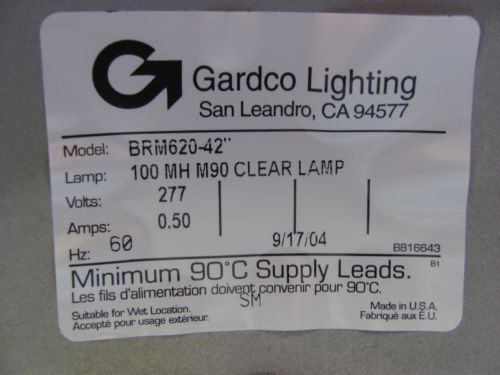 Gardco Lighting
San Leandro, CA 94577
Model: BRM620-42"
Lamp: 100 MH M90 CLEAR LAMP
Volts: 277
Amps: 0.50
Hz: 60 9/17/04 B816643
B1
Minimum 90°C Supply Leads.
Les fils d'alimentation doivent convenir pour 90°C.
SM
Suitable for Wet Location. Made in U.S.A.
Accepté pour usage extérieur. Fabriqué aux E.U.